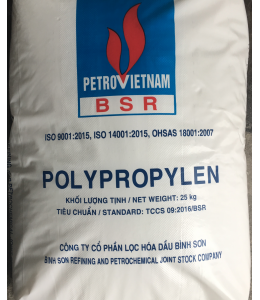 PETROVIETNAM
BSR
ISO 9001:2015, ISO 14001:2015, OHSAS 18001:2007
POLYPROPYLEN
KHỐI LƯỢNG TỊNH / NET WEIGHT: 25 kg
TIÊU CHUẨN / STANDARD: TCCS 09:2016/BSR
CÔNG TY CỔ PHẦN LỌC HÓA DẦU BÌNH SƠN
BINH SON REFINING AND PETROCHEMICAL JOINT STOCK COMPANY